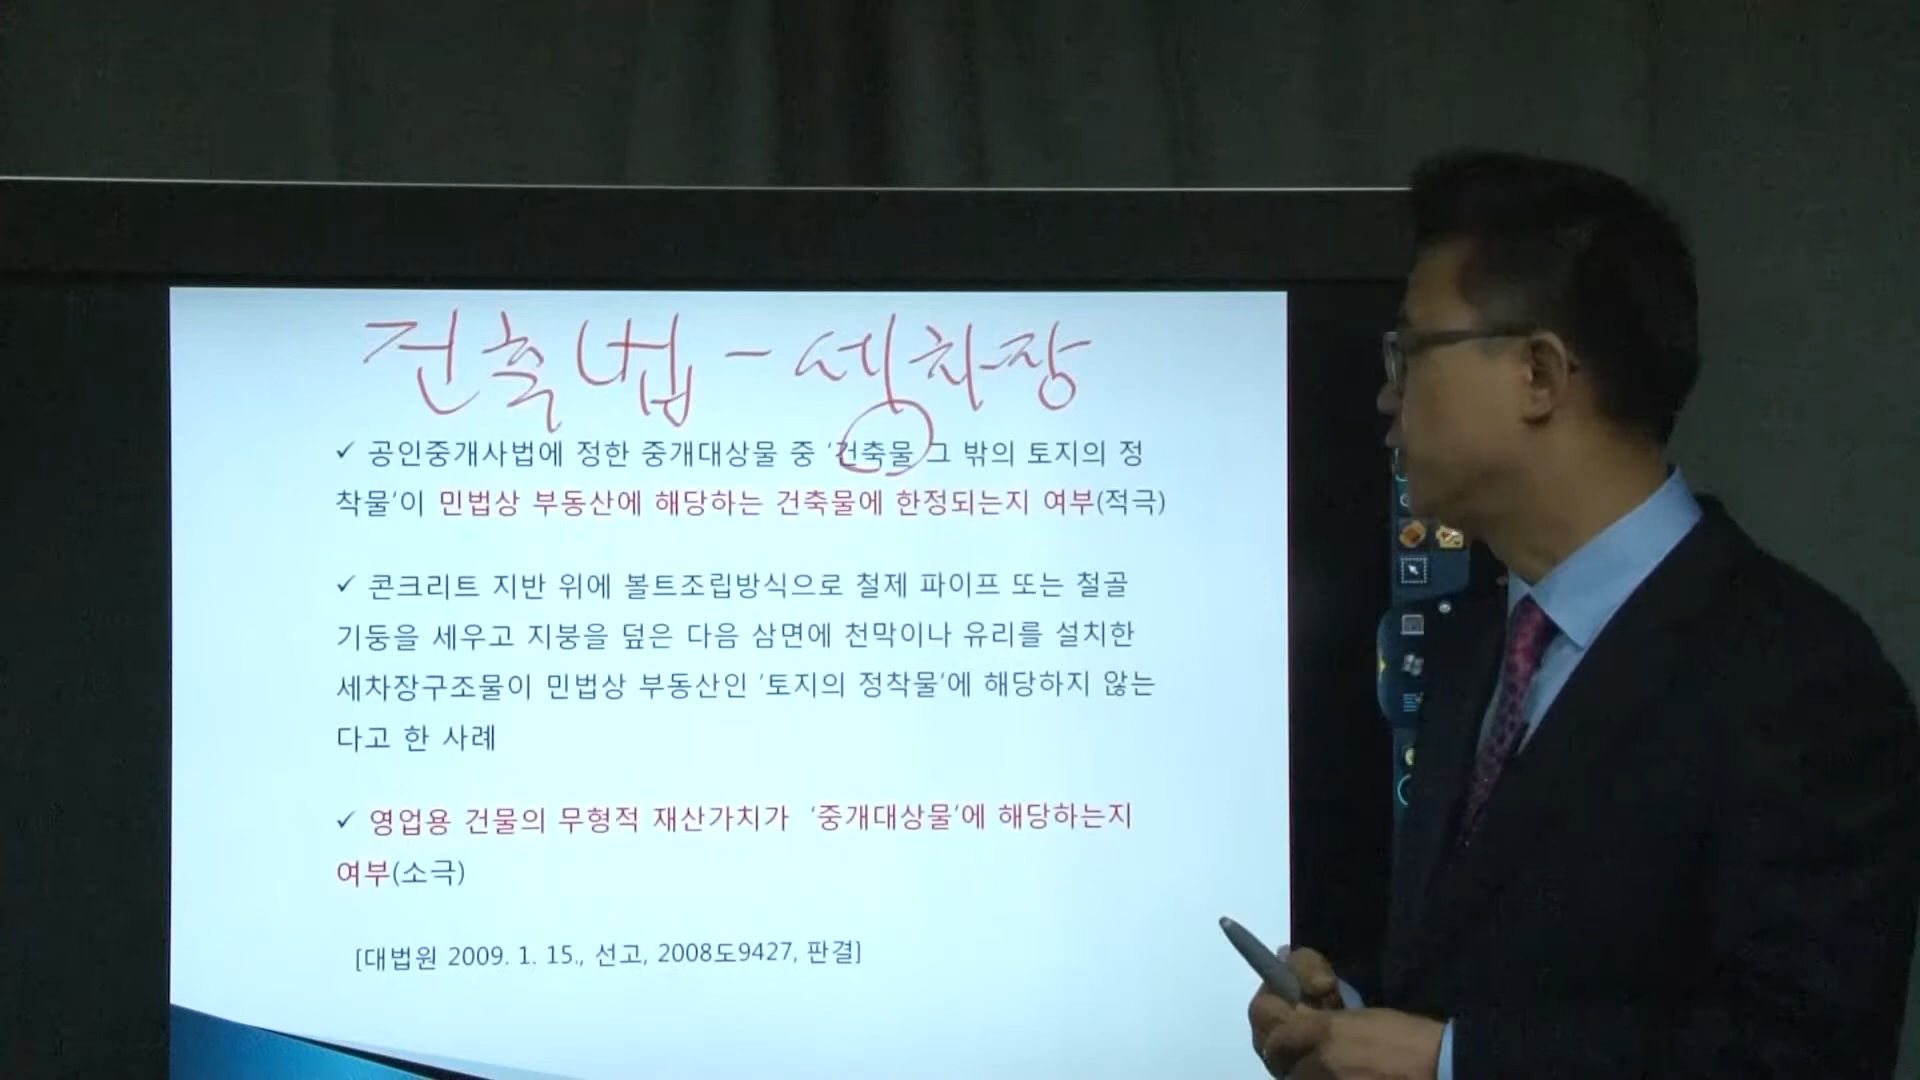 건축법 - 세차장
✓ 공인중개사법에 정한 중개대상물 중 '건축물 그 밖의 토지의 정
착물'이 민법상 부동산에 해당하는 건축물에 한정되는지 여부(적극)
✓ 콘크리트 지반 위에 볼트조립방식으로 철제 파이프 또는 철골
기둥을 세우고 지붕을 덮은 다음 삼면에 천막이나 유리를 설치한
세차장구조물이 민법상 부동산인 '토지의 정착물'에 해당하지 않는
다고 한 사례
✓ 영업용 건물의 무형적 재산가치가 '중개대상물'에 해당하는지
여부(소극)
[대법원 2009. 1. 15., 선고, 2008도9427, 판결]